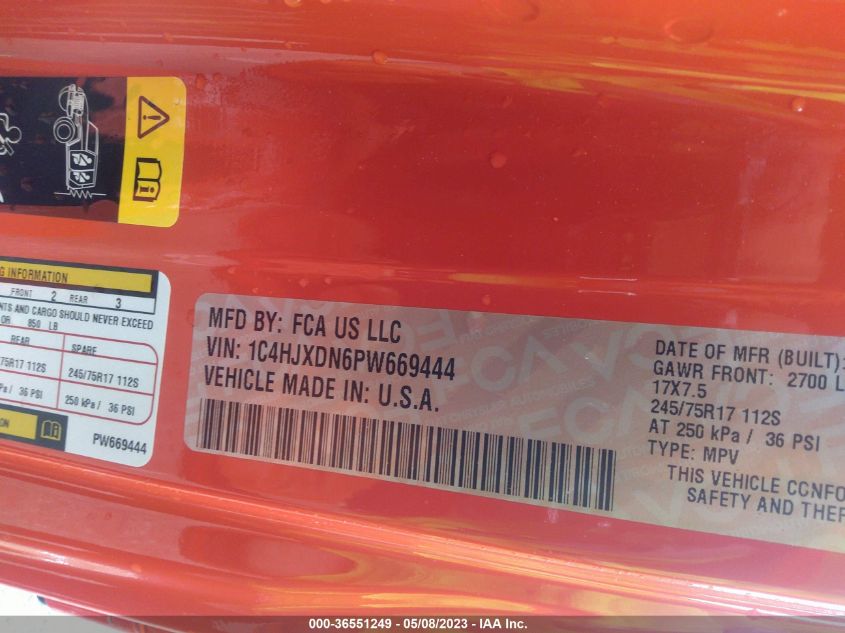 G INFORMATION
FRONT 2 REAR 3
NTS AND CARGO SHOULD NEVER EXCEED
OR 850 LB
REAR SPARE
/75R17 112S 245/75R17 112S
kPa / 36 PSI 250 kPa / 36 PSI
PW669444
MFD BY: FCA US LLC
VIN: 1C4HJXDN6PW669444
VEHICLE MADE IN: U.S.A.
DATE OF MFR (BUILT):
GAWR FRONT: 2700 L
17X7.5
245/75R17 112S
AT 250 kPa / 36 PSI
TYPE: MPV
THIS VEHICLE CONFO
SAFETY AND THEF
000-36551249 - 05/08/2023 - IAA Inc.